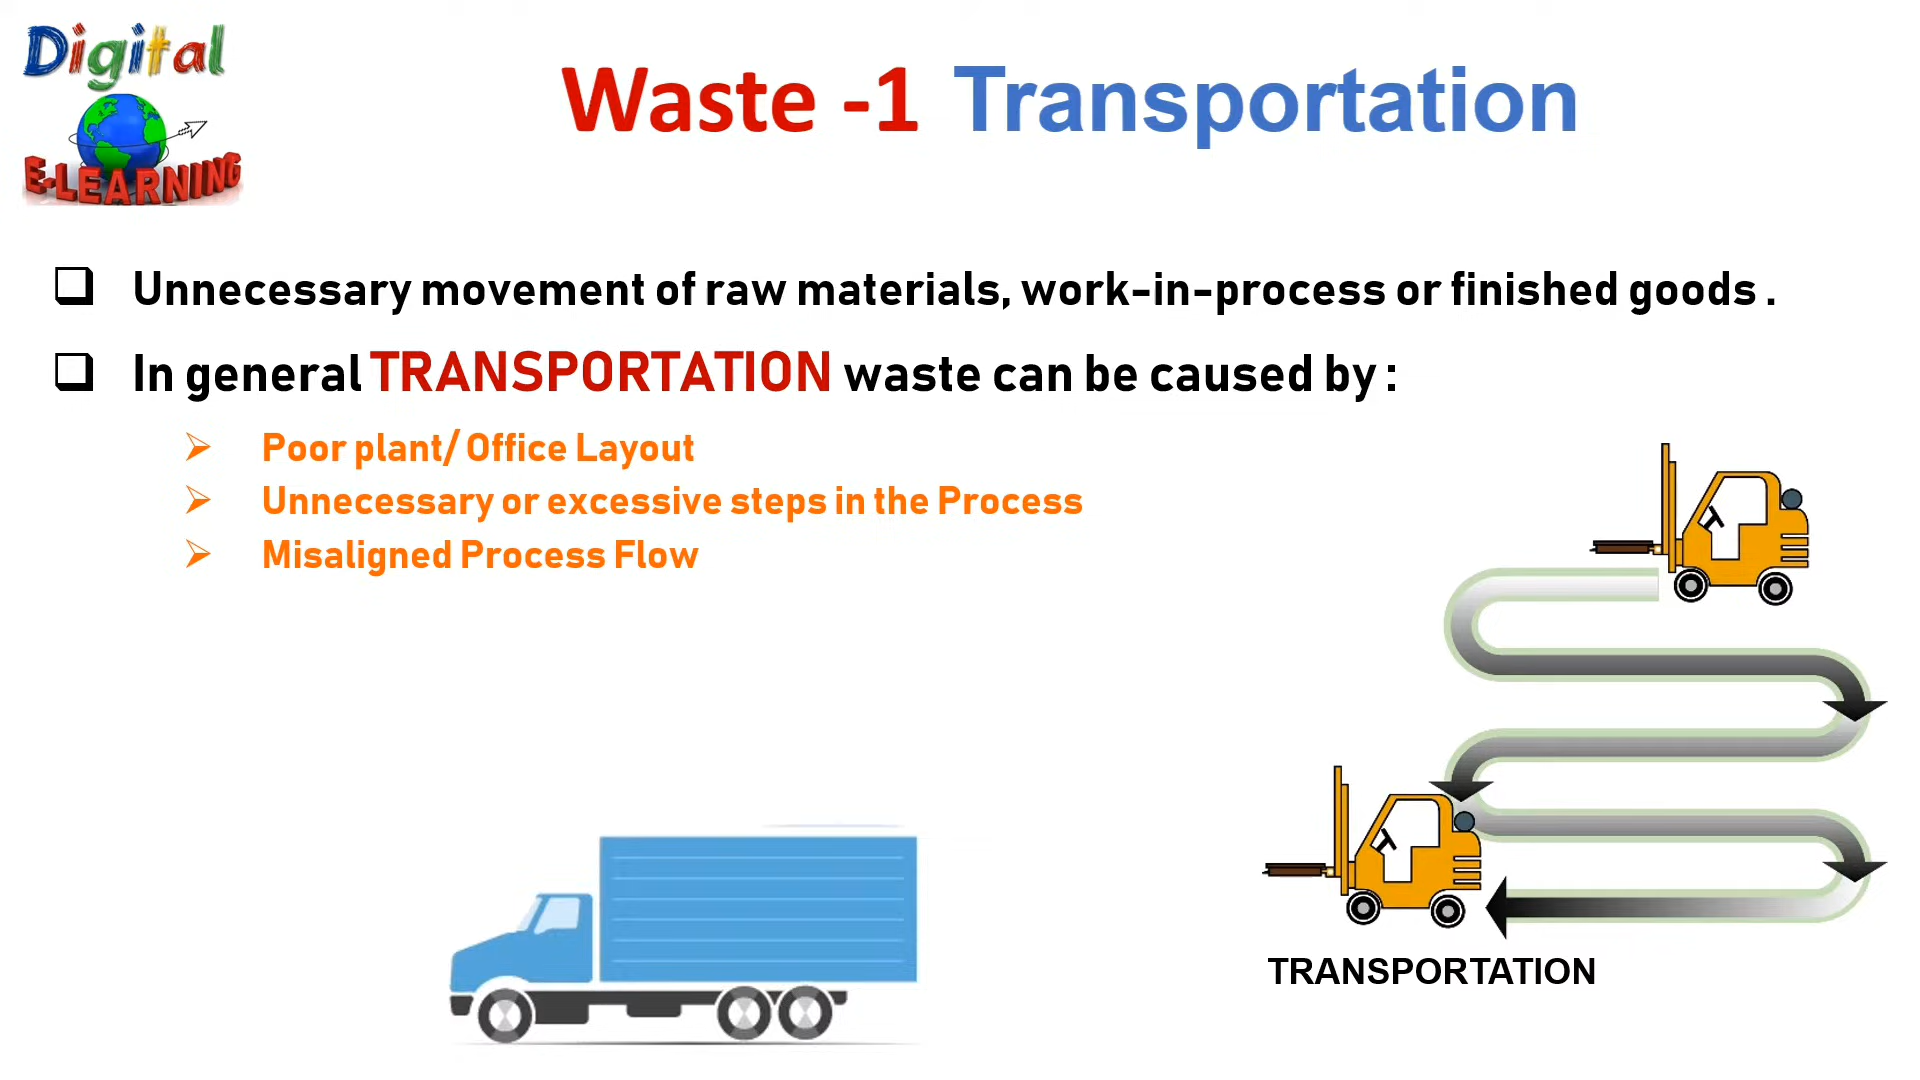 Digital
E-LEARNING
Waste -1 Transportation
Unnecessary movement of raw materials, work-in-process or finished goods .
In general TRANSPORTATION waste can be caused by :
Poor plant/ Office Layout
Unnecessary or excessive steps in the Process
Misaligned Process Flow
TRANSPORTATION